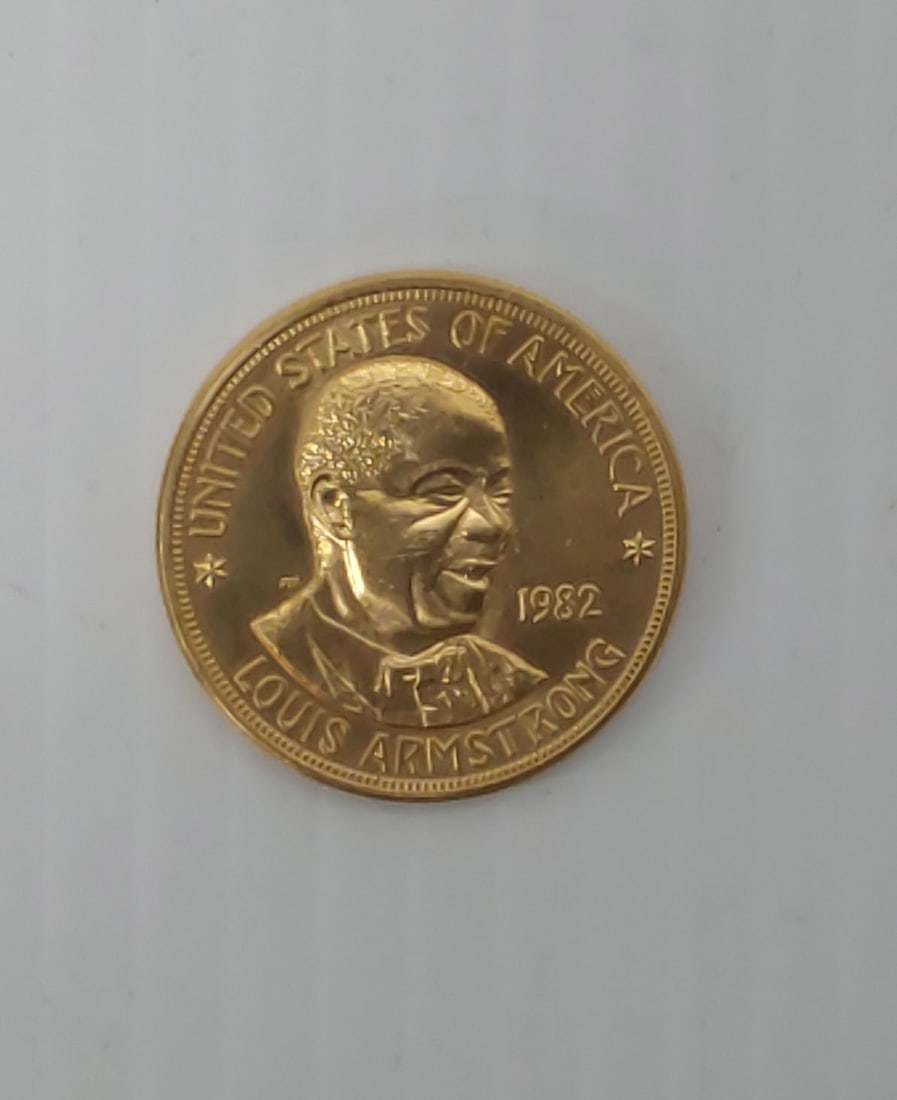 UNITED STATES OF AMERICA
1982
LOUIS ARMSTRONG